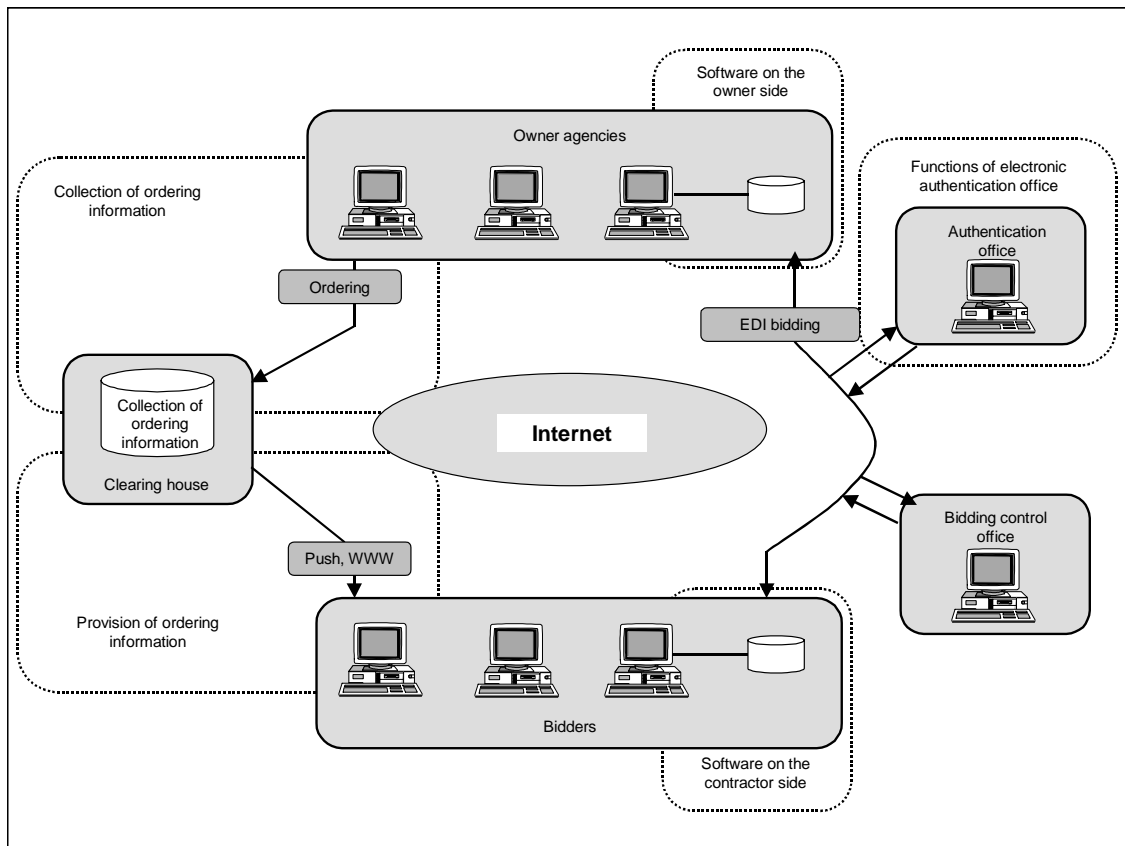 Software on the
owner side
Owner agencies
Collection of ordering
information
Functions of electronic
authentication office
Authentication
office
Ordering
EDI bidding
Collection of
ordering
information
Clearing house
Internet
Bidding control
office
Push, WWW
Provision of ordering
information
Bidders
Software on the
contractor side